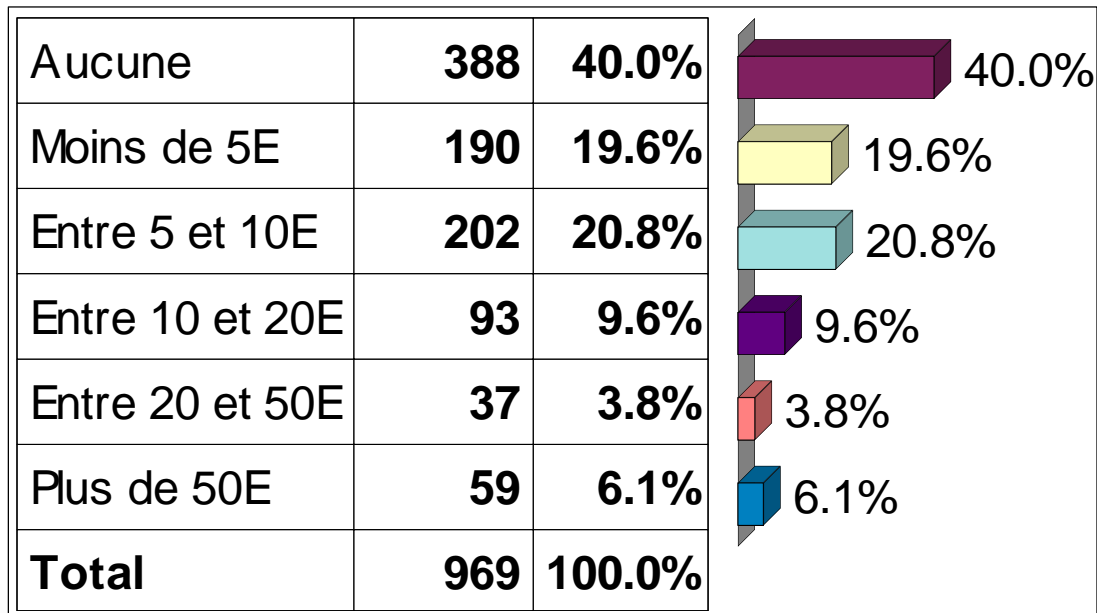 Aucune 388 40.0% 40.0%
Moins de 5E 190 19.6% 19.6%
Entre 5 et 10E 202 20.8% 20.8%
Entre 10 et 20E 93 9.6% 9.6%
Entre 20 et 50E 37 3.8% 3.8%
Plus de 50E 59 6.1% 6.1%
Total 969 100.0%